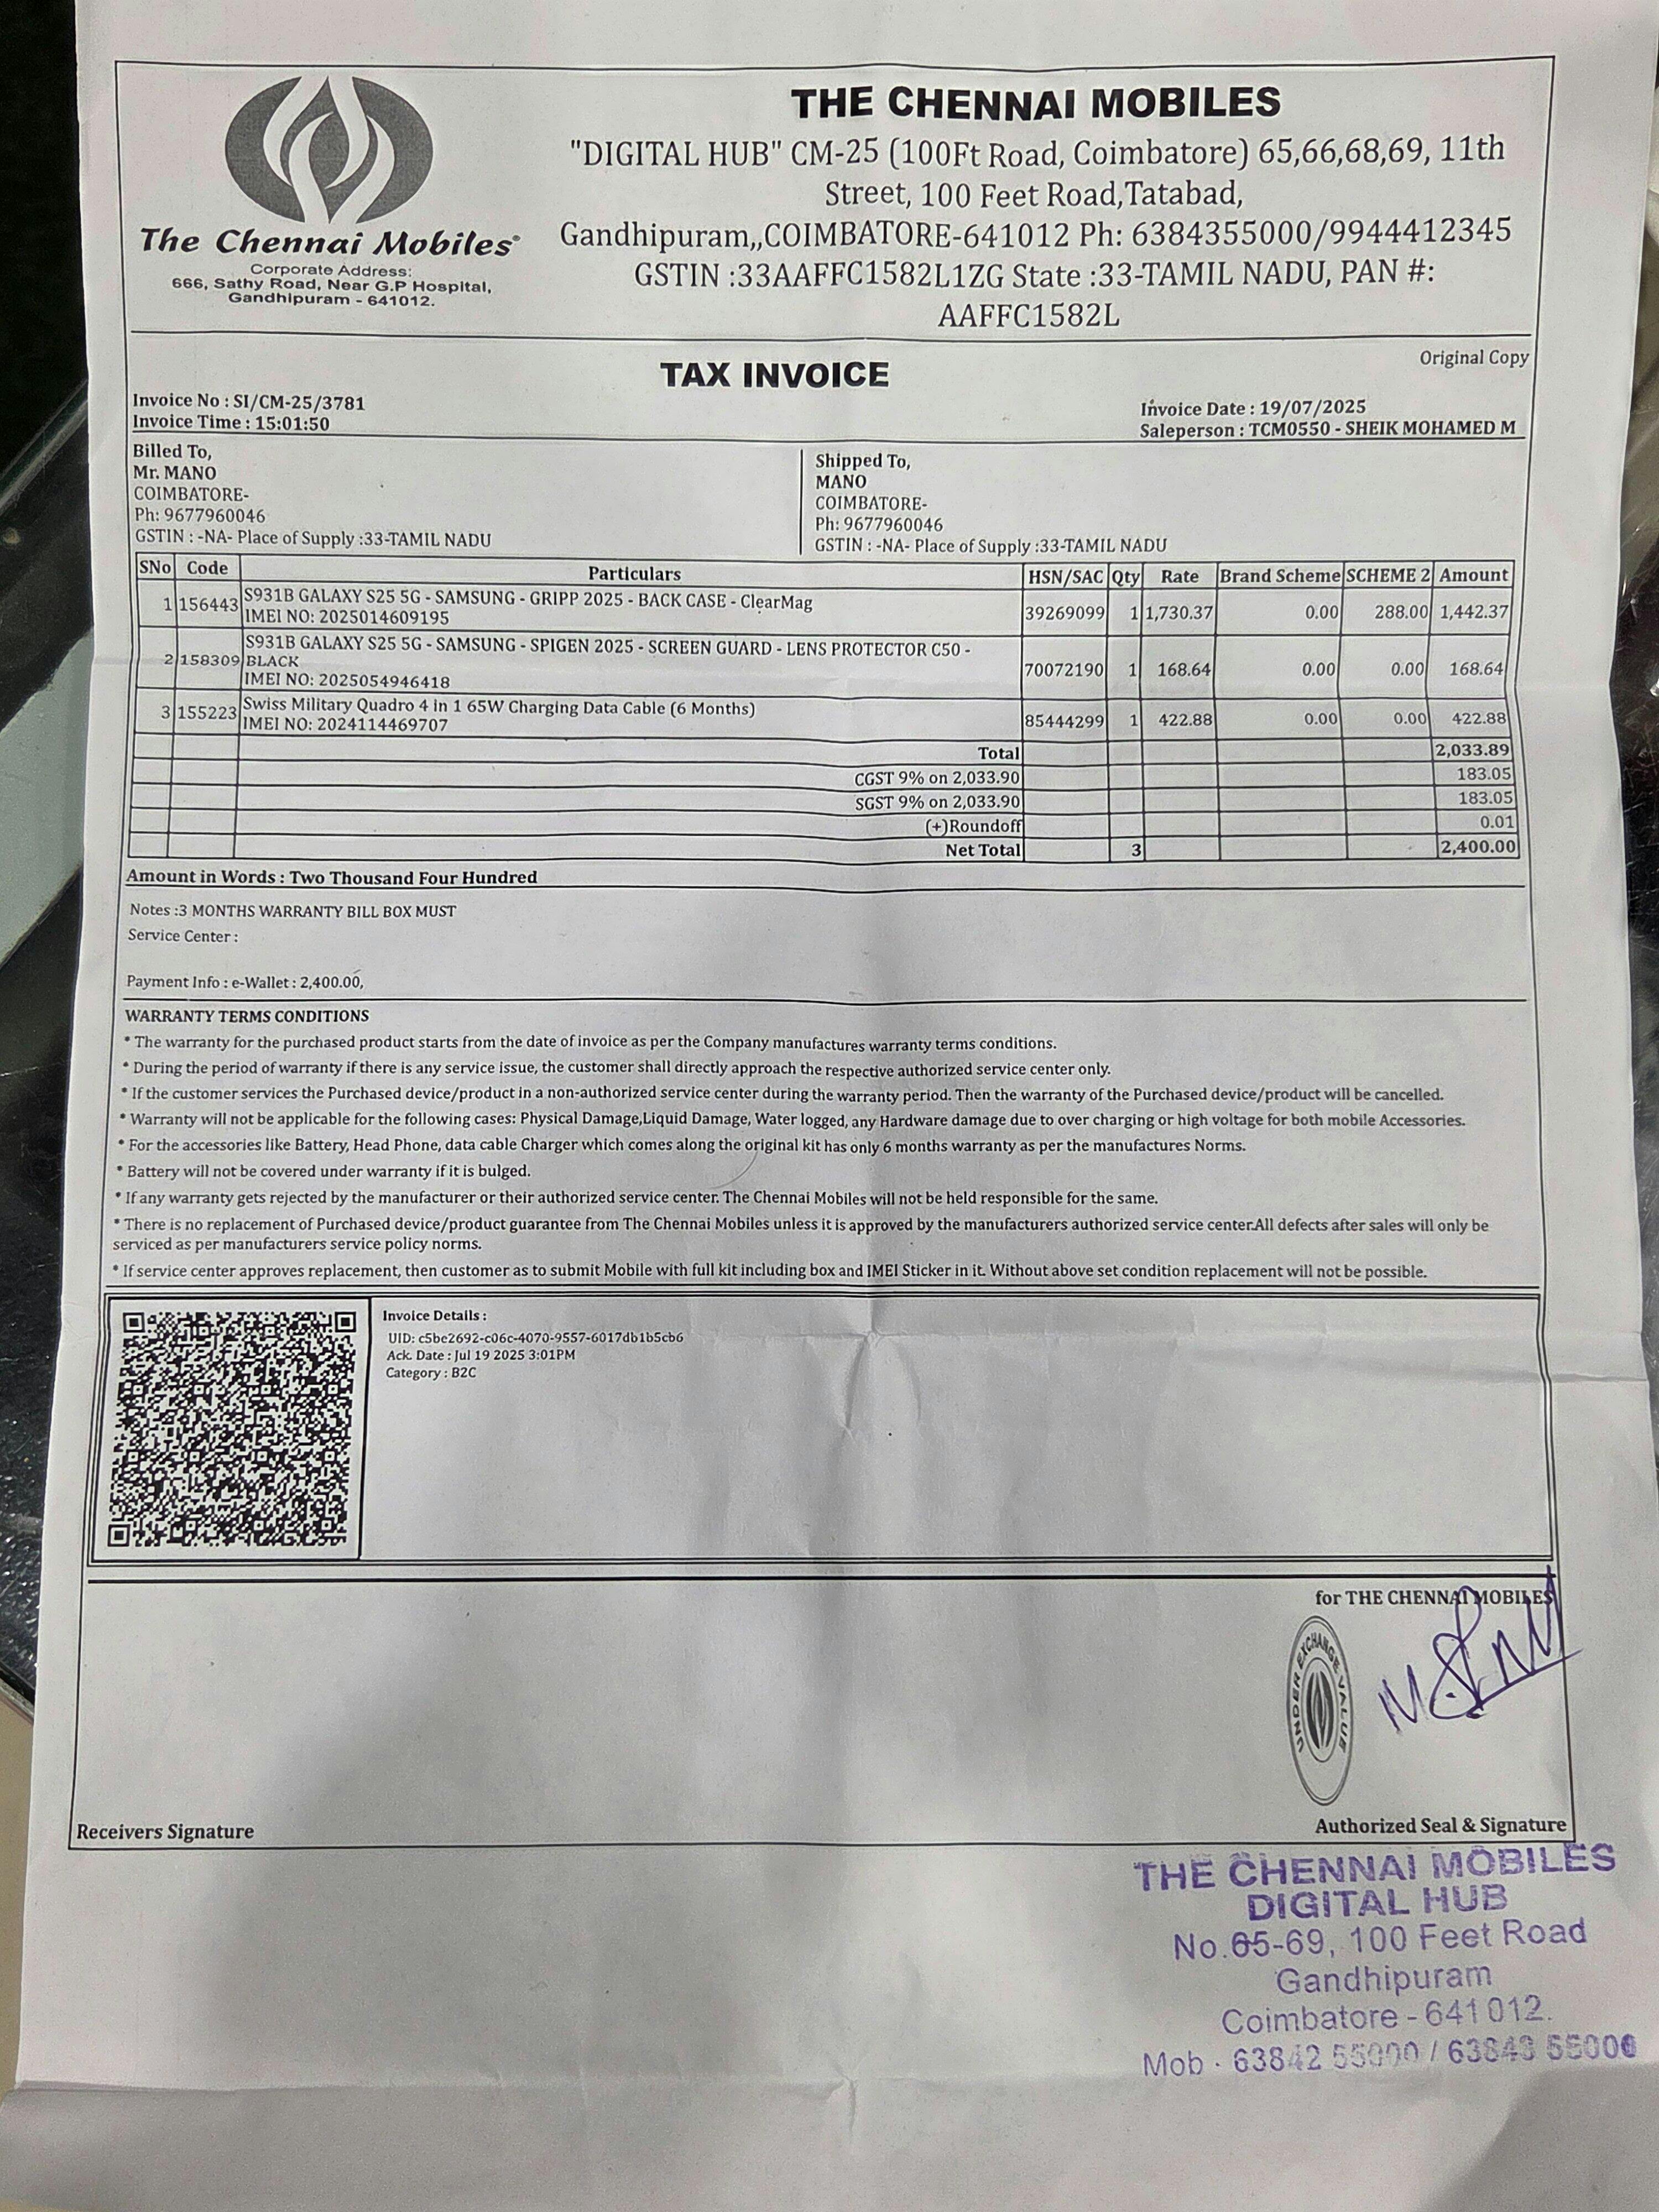 The Chennai Mobiles
Corporate Address:
666, Sathy Road, Near G.P Hospital,
Gandhipuram - 641012.
THE CHENNAI MOBILES
"DIGITAL HUB" CM-25 (100Ft Road, Coimbatore) 65,66,68,69, 11th
Street, 100 Feet Road,Tatabad,
Gandhipuram,,COIMBATORE-641012 Ph: 6384355000/9944412345
GSTIN :33AAFFC1582L1ZG State :33-TAMIL NADU, PAN #:
AAFFC1582L
Original Copy
TAX INVOICE
Invoice No : SI/CM-25/3781
Invoice Time : 15:01:50
Invoice Date : 19/07/2025
Saleperson : TCM0550 - SHEIK MOHAMED M
Billed To,
Mr. MANO
COIMBATORE-
Ph: 9677960046
GSTIN : -NA- Place of Supply :33-TAMIL NADU
Shipped To,
MANO
COIMBATORE-
Ph: 9677960046
GSTIN : -NA- Place of Supply :33-TAMIL NADU
SNo Code Particulars HSN/SAC Qty Rate Brand Scheme SCHEME 2 Amount
1 156443 S931B GALAXY S25 5G - SAMSUNG - GRIPP 2025 - BACK CASE - ClearMag 39269099 1 1,730.37 0.00 288.00 1,442.37
IMEI NO: 2025014609195
S931B GALAXY S25 5G - SAMSUNG - SPIGEN 2025 - SCREEN GUARD - LENS PROTECTOR C50 -
2 158309 BLACK 70072190 1 168.64 0.00 0.00 168.64
IMEI NO: 2025054946418
3 155223 Swiss Military Quadro 4 in 1 65W Charging Data Cable (6 Months) 85444299 1 422.88 0.00 0.00 422.88
IMEI NO: 2024114469707
Total 2,033.89
CGST 9% on 2,033.90 183.05
SGST 9% on 2,033.90 183.05
(+)Roundoff 0.01
Net Total 3 2,400.00
Amount in Words : Two Thousand Four Hundred
Notes :3 MONTHS WARRANTY BILL BOX MUST
Service Center :
Payment Info : e-Wallet : 2,400.00,
WARRANTY TERMS CONDITIONS
* The warranty for the purchased product starts from the date of invoice as per the Company manufactures warranty terms conditions.
* During the period of warranty if there is any service issue, the customer shall directly approach the respective authorized service center only.
* If the customer services the Purchased device/product in a non-authorized service center during the warranty period. Then the warranty of the Purchased device/product will be cancelled.
* Warranty will not be applicable for the following cases: Physical Damage,Liquid Damage, Water logged, any Hardware damage due to over charging or high voltage for both mobile Accessories.
* For the accessories like Battery, Head Phone, data cable Charger which comes along the original kit has only 6 months warranty as per the manufactures Norms.
* Battery will not be covered under warranty if it is bulged.
* If any warranty gets rejected by the manufacturer or their authorized service center. The Chennai Mobiles will not be held responsible for the same.
* There is no replacement of Purchased device/product guarantee from The Chennai Mobiles unless it is approved by the manufacturers authorized service center.All defects after sales will only be
serviced as per manufacturers service policy norms.
* If service center approves replacement, then customer as to submit Mobile with full kit including box and IMEI Sticker in it. Without above set condition replacement will not be possible.
Invoice Details :
UID: c5be2692-c06c-4070-9557-6017db1b5cb6
Ack. Date : Jul 19 2025 3:01PM
Category : B2C
for THE CHENNAI MOBILES
UNDER EXCHANGE VALUE
Receivers Signature
Authorized Seal & Signature
THE CHENNAI MOBILES
DIGITAL HUB
No.65-69, 100 Feet Road
Gandhipuram
Coimbatore - 641 012.
Mob : 63842 55000 / 63843 55000